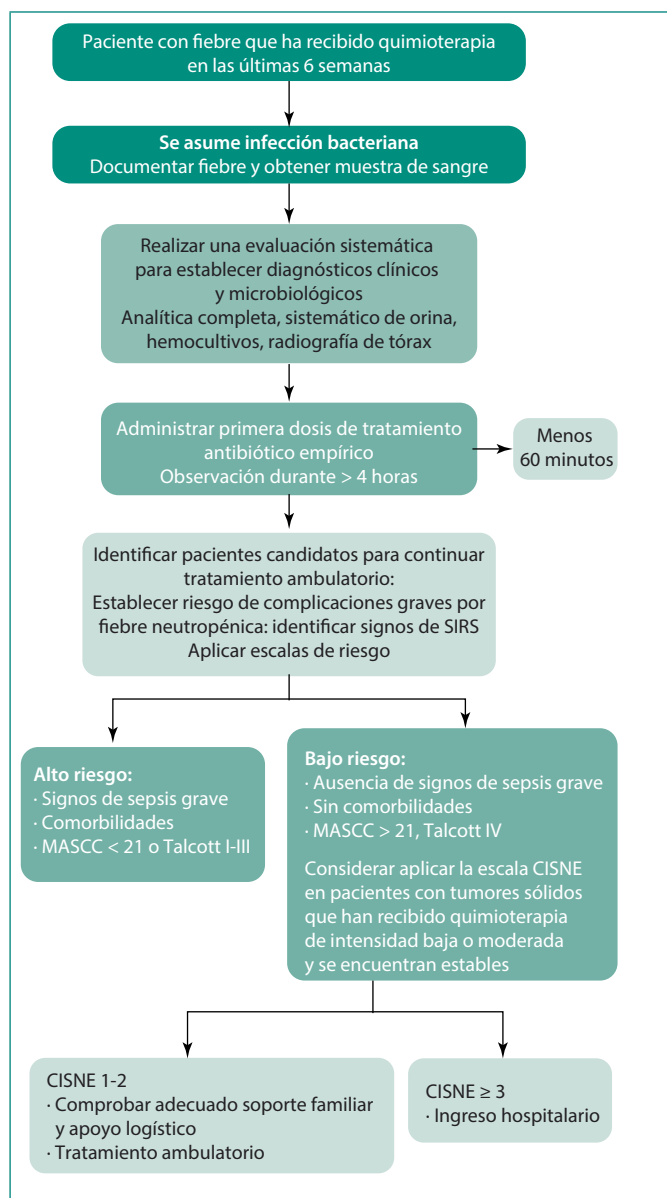 Paciente con fiebre que ha recibido quimioterapia
en las últimas 6 semanas
Se asume infección bacteriana
Documentar fiebre y obtener muestra de sangre
Realizar una evaluación sistemática
para establecer diagnósticos clínicos
y microbiológicos
Analítica completa, sistemático de orina,
hemocultivos, radiografía de tórax
Administrar primera dosis de tratamiento
antibiótico empírico
Observación durante > 4 horas
Menos
60 minutos
Identificar pacientes candidatos para continuar
tratamiento ambulatorio:
Establecer riesgo de complicaciones graves por
fiebre neutropénica: identificar signos de SIRS
Aplicar escalas de riesgo
Alto riesgo:
· Signos de sepsis grave
· Comorbilidades
· MASCC < 21 o Talcott I-III
Bajo riesgo:
· Ausencia de signos de sepsis grave
· Sin comorbilidades
· MASCC > 21, Talcott IV
Considerar aplicar la escala CISNE
en pacientes con tumores sólidos
que han recibido quimioterapia
de intensidad baja o moderada
y se encuentran estables
CISNE 1-2
· Comprobar adecuado soporte familiar
y apoyo logístico
· Tratamiento ambulatorio
CISNE ≥ 3
· Ingreso hospitalario